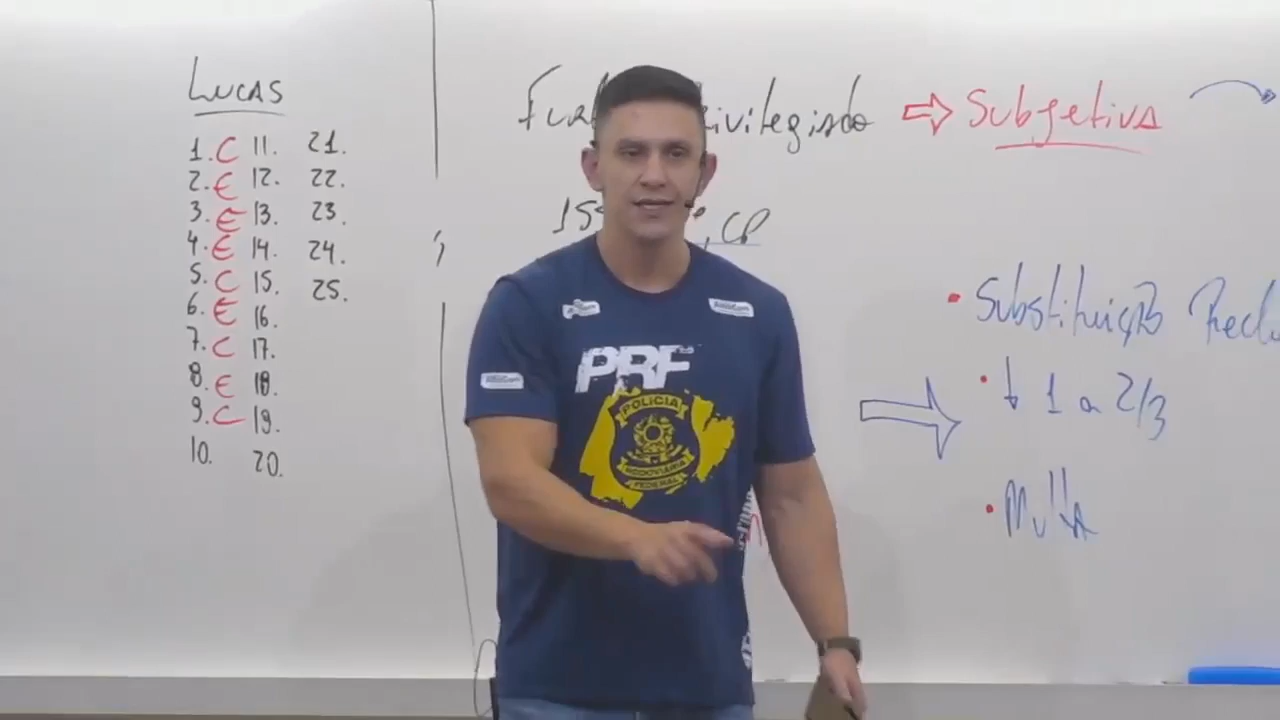 LUCAS
1. C 11. 21.
2. E 12. 22.
3. E 13. 23.
4. E 14. 24.
5. C 15. 25.
6. E 16.
7. C 17.
8. E 18.
9. C 19.
10. 20.
⇨ Subjetiva
, CP
• Substituição
• ↓ 1 a 2/3
• Multa
PRF
POLÍCIA
RODOVIÁRIA
FEDERAL